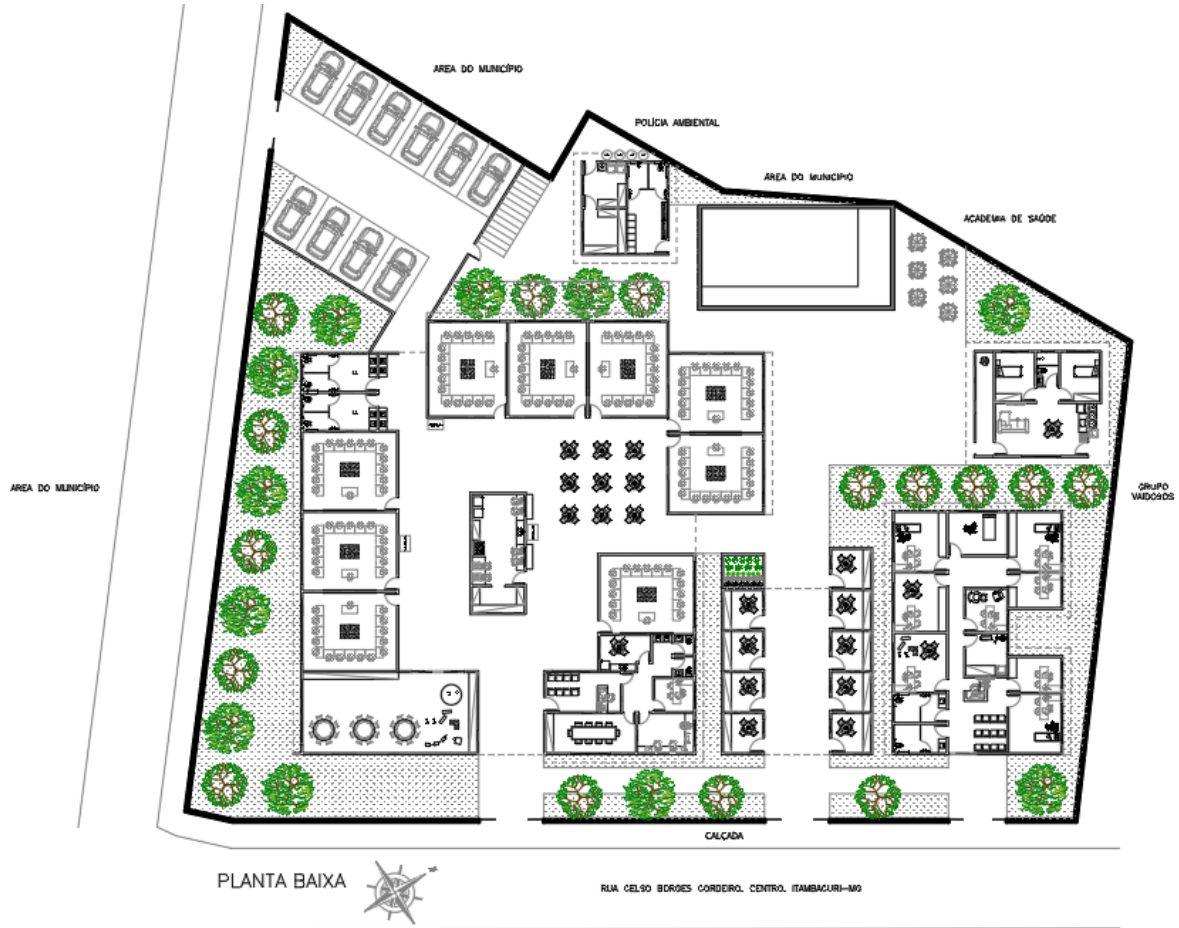 AREA DO MUNICÍPIO
POLÍCIA AMBIENTAL
AREA DO MUNICÍPIO
ACADEMIA DE SAÚDE
AREA DO MUNICÍPIO
GRUPO
VAIDOSOS
CALÇADA
PLANTA BAIXA
RUA CELSO BORGES CORDEIRO. CENTRO. ITAMBACURI-MG